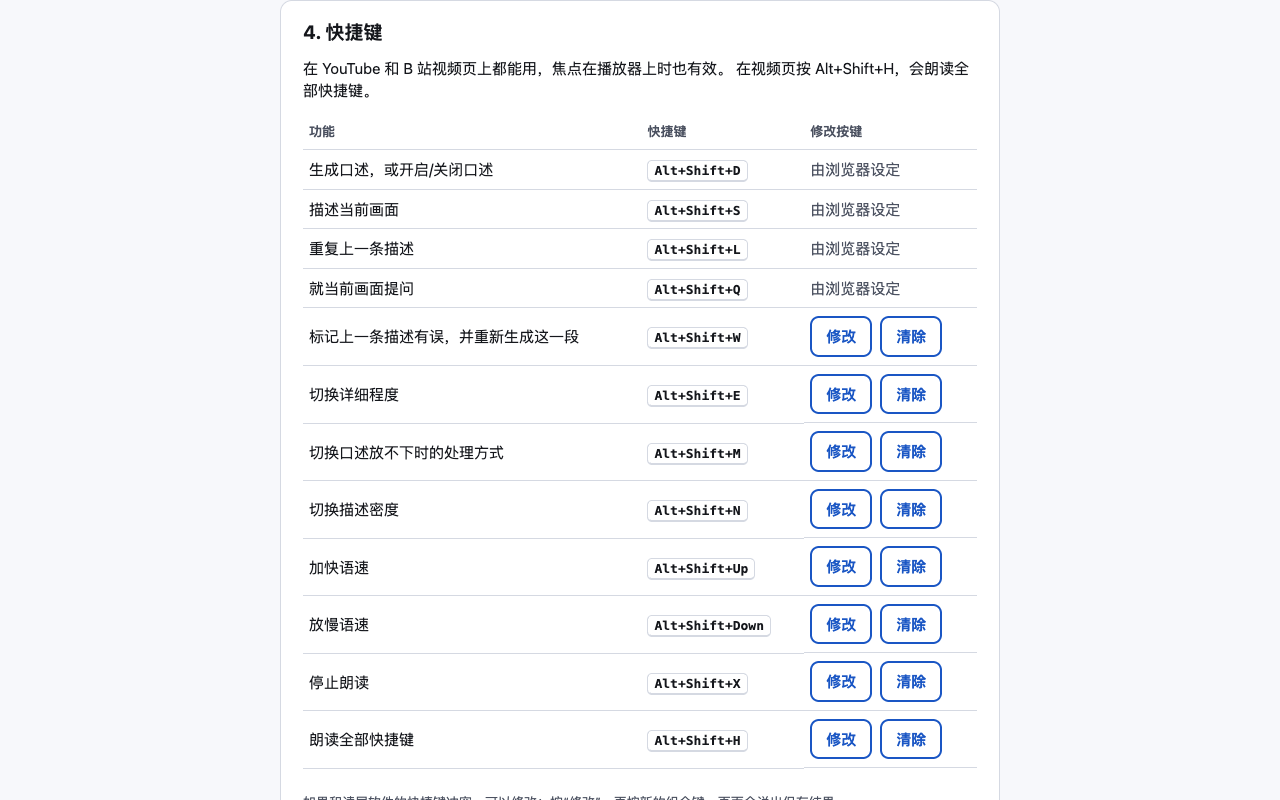 4. 快捷键
在 YouTube 和 B 站视频页上都能用，焦点在播放器上时也有效。 在视频页按 Alt+Shift+H，会朗读全
部快捷键。
功能 快捷键 修改按键
生成口述，或开启/关闭口述 Alt+Shift+D 由浏览器设定
描述当前画面 Alt+Shift+S 由浏览器设定
重复上一条描述 Alt+Shift+L 由浏览器设定
就当前画面提问 Alt+Shift+Q 由浏览器设定
标记上一条描述有误，并重新生成这一段 Alt+Shift+W 修改 清除
切换详细程度 Alt+Shift+E 修改 清除
切换口述放不下时的处理方式 Alt+Shift+M 修改 清除
切换描述密度 Alt+Shift+N 修改 清除
加快语速 Alt+Shift+Up 修改 清除
放慢语速 Alt+Shift+Down 修改 清除
停止朗读 Alt+Shift+X 修改 清除
朗读全部快捷键 Alt+Shift+H 修改 清除